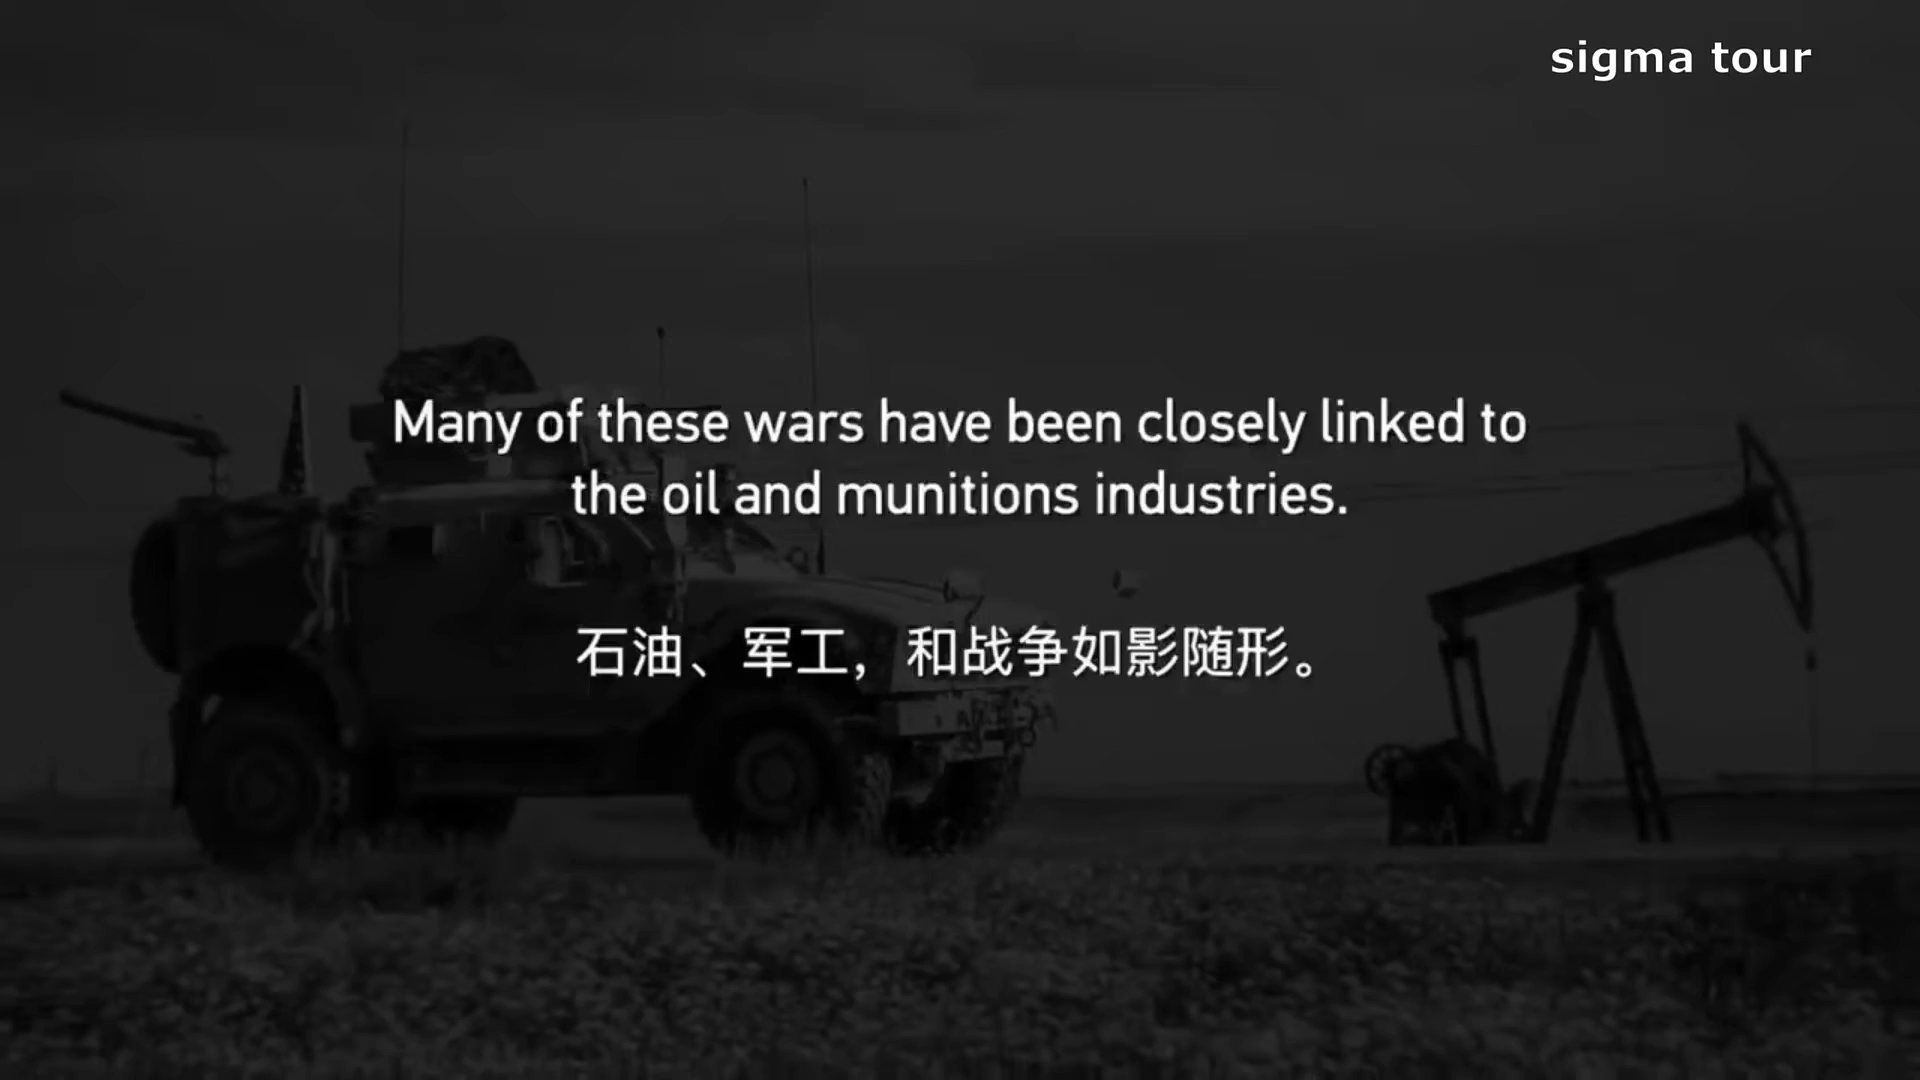 sigma tour
Many of these wars have been closely linked to
the oil and munitions industries.
石油、军工，和战争如影随形。